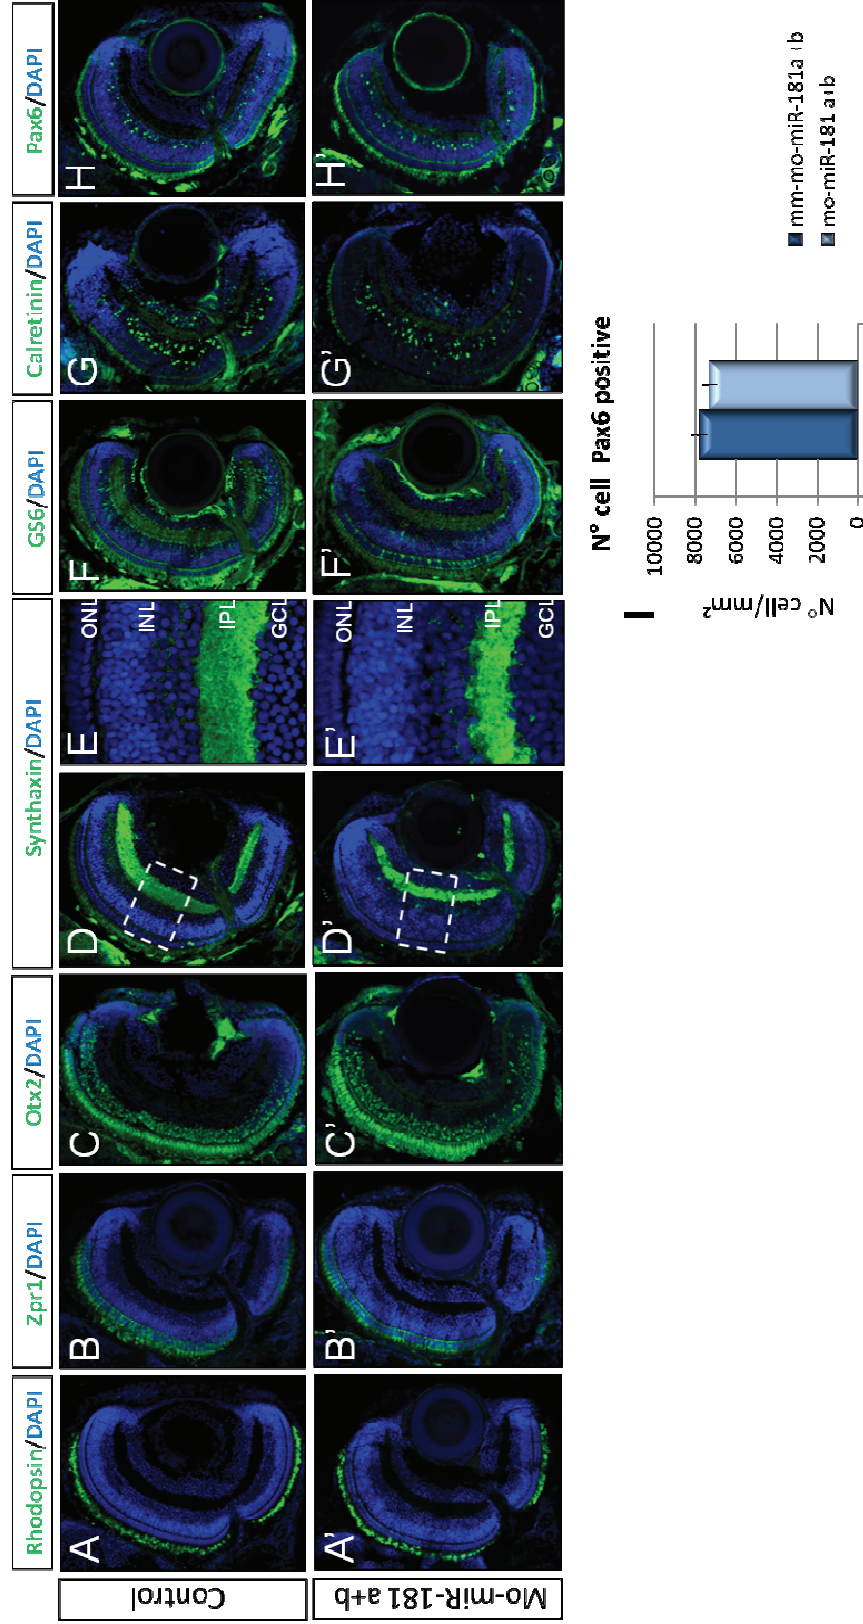 Rhodopsin/DAPI
Zpr1/DAPI
Otx2/DAPI
Synthaxin/DAPI
GS6/DAPI
Calretinin/DAPI
Pax6/DAPI
Control
A
B
C
D
E
ONL
INL
IPL
GCL
F
G
H
Mo-miR-181 a+b
A'
B'
C'
D'
E'
ONL
INL
IPL
GCL
F'
G'
H'
I
N° cell Pax6 positive
N° cell/mm²
10000
8000
6000
4000
2000
0
mm-mo-miR-181a+b
mo-miR-181 a+b